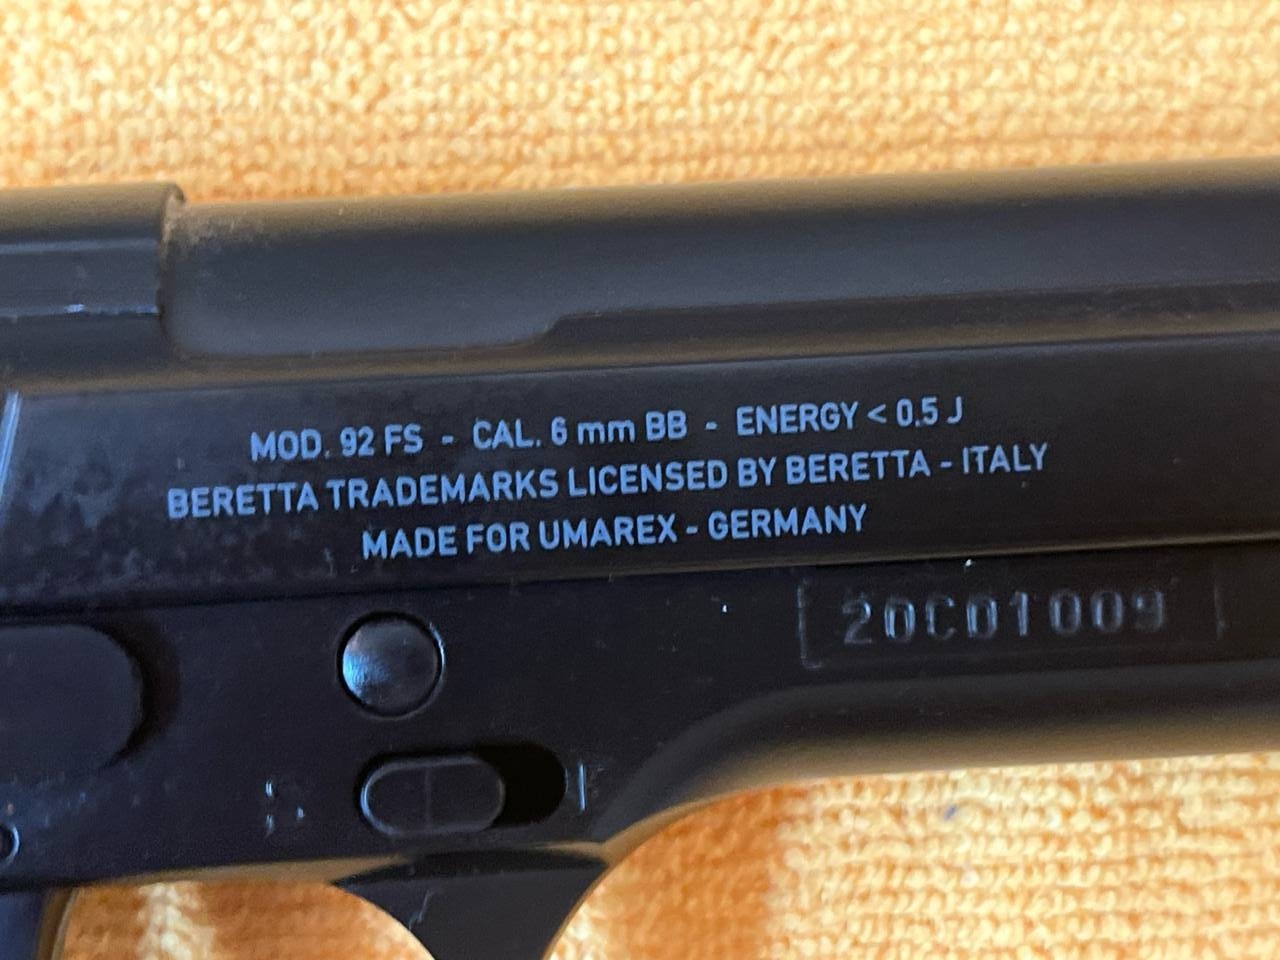 MOD. 92 FS - CAL. 6 mm BB - ENERGY < 0.5 J
BERETTA TRADEMARKS LICENSED BY BERETTA - ITALY
MADE FOR UMAREX - GERMANY
20C01009
F